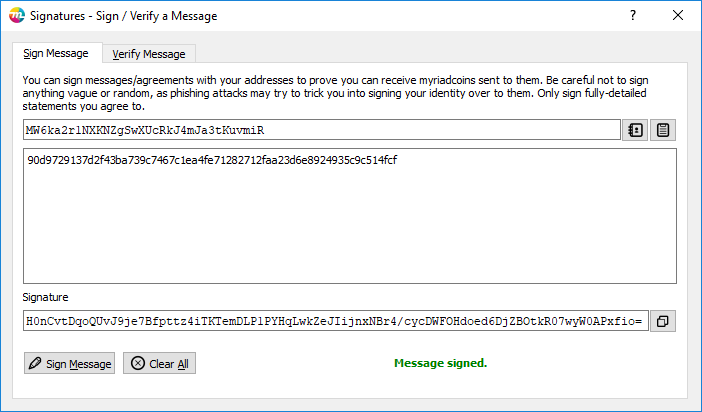 Signatures - Sign / Verify a Message
Sign Message
Verify Message
You can sign messages/agreements with your addresses to prove you can receive myriadcoins sent to them. Be careful not to sign
anything vague or random, as phishing attacks may try to trick you into signing your identity over to them. Only sign fully-detailed
statements you agree to.
MW6ka2rlNXKNZgSwXUcRkJ4mJa3tKuvmiR
90d9729137d2f43ba739c7467c1ea4fe71282712faa23d6e8924935c9c514fcf
Signature
H0nCvtDqoQUvJ9je7Bfpttz4iTKTemDLPlPYHqLwkZeJIijnxNBr4/cycDWFOHdoed6DjZBOtkR07wyW0APxfio=
Sign Message
Clear All
Message signed.